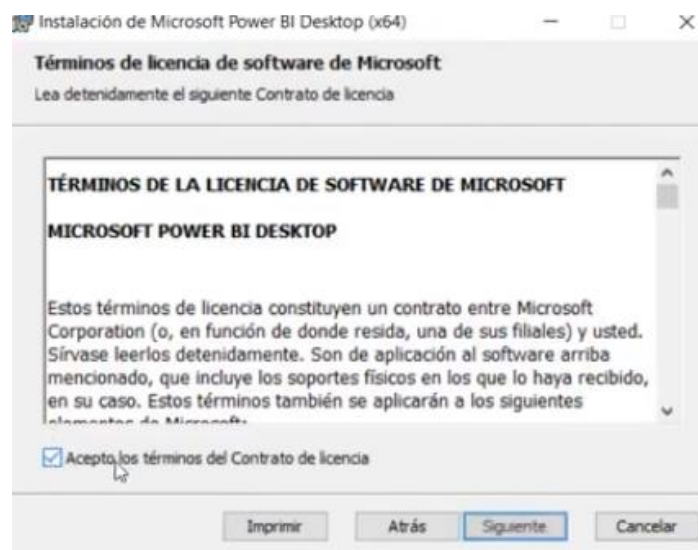 Instalación de Microsoft Power BI Desktop (x64)
Términos de licencia de software de Microsoft
Lea detenidamente el siguiente Contrato de licencia
TÉRMINOS DE LA LICENCIA DE SOFTWARE DE MICROSOFT
MICROSOFT POWER BI DESKTOP
Estos términos de licencia constituyen un contrato entre Microsoft
Corporation (o, en función de donde resida, una de sus filiales) y usted.
Sírvase leerlos detenidamente. Son de aplicación al software arriba
mencionado, que incluye los soportes físicos en los que lo haya recibido,
en su caso. Estos términos también se aplicarán a los siguientes
elementos de Microsoft:
Acepto los términos del Contrato de licencia
Imprimir Atrás Siguiente Cancelar